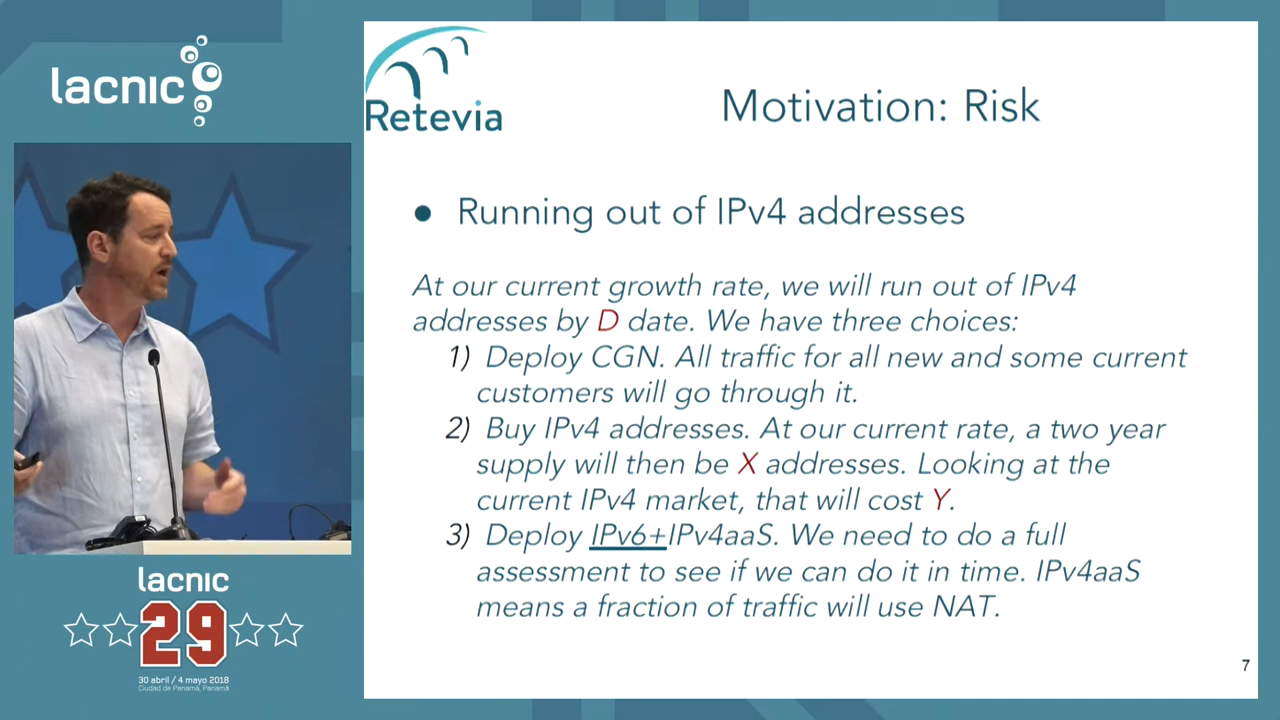 lacnic
Retevia
Motivation: Risk
● Running out of IPv4 addresses
At our current growth rate, we will run out of IPv4
addresses by D date. We have three choices:
1) Deploy CGN. All traffic for all new and some current
customers will go through it.
2) Buy IPv4 addresses. At our current rate, a two year
supply will then be X addresses. Looking at the
current IPv4 market, that will cost Y.
3) Deploy IPv6+IPv4aaS. We need to do a full
assessment to see if we can do it in time. IPv4aaS
means a fraction of traffic will use NAT.
7
lacnic
29
30 abril / 4 mayo 2018
Ciudad de Panamá, Panamá